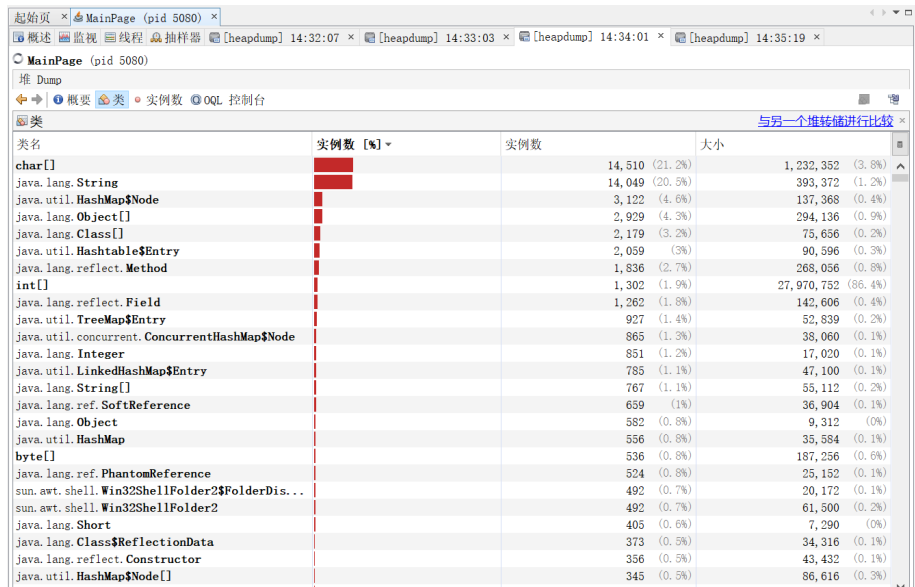 起始页 × MainPage (pid 5080) ×
概述 监视 线程 抽样器 [heapdump] 14:32:07 × [heapdump] 14:33:03 × [heapdump] 14:34:01 × [heapdump] 14:35:19 ×
MainPage (pid 5080)
堆 Dump
概要 类 实例数 OQL 控制台
类 与另一个堆转储进行比较 ×
类名 实例数 [%] 实例数 大小
char[] 14,510 (21.2%) 1,232,352 (3.8%)
java.lang.String 14,049 (20.5%) 393,372 (1.2%)
java.util.HashMap$Node 3,122 (4.6%) 137,368 (0.4%)
java.lang.Object[] 2,929 (4.3%) 294,136 (0.9%)
java.lang.Class[] 2,179 (3.2%) 75,656 (0.2%)
java.util.Hashtable$Entry 2,059 (3%) 90,596 (0.3%)
java.lang.reflect.Method 1,836 (2.7%) 268,056 (0.8%)
int[] 1,302 (1.9%) 27,970,752 (86.4%)
java.lang.reflect.Field 1,262 (1.8%) 142,606 (0.4%)
java.util.TreeMap$Entry 927 (1.4%) 52,839 (0.2%)
java.util.concurrent.ConcurrentHashMap$Node 865 (1.3%) 38,060 (0.1%)
java.lang.Integer 851 (1.2%) 17,020 (0.1%)
java.util.LinkedHashMap$Entry 785 (1.1%) 47,100 (0.1%)
java.lang.String[] 767 (1.1%) 55,112 (0.2%)
java.lang.ref.SoftReference 659 (1%) 36,904 (0.1%)
java.lang.Object 582 (0.8%) 9,312 (0%)
java.util.HashMap 556 (0.8%) 35,584 (0.1%)
byte[] 536 (0.8%) 187,256 (0.6%)
java.lang.ref.PhantomReference 524 (0.8%) 25,152 (0.1%)
sun.awt.shell.Win32ShellFolder2$FolderDis... 492 (0.7%) 20,172 (0.1%)
sun.awt.shell.Win32ShellFolder2 492 (0.7%) 61,500 (0.2%)
java.lang.Short 405 (0.6%) 7,290 (0%)
java.lang.Class$ReflectionData 373 (0.5%) 34,316 (0.1%)
java.lang.reflect.Constructor 356 (0.5%) 43,432 (0.1%)
java.util.HashMap$Node[] 345 (0.5%) 86,616 (0.3%)